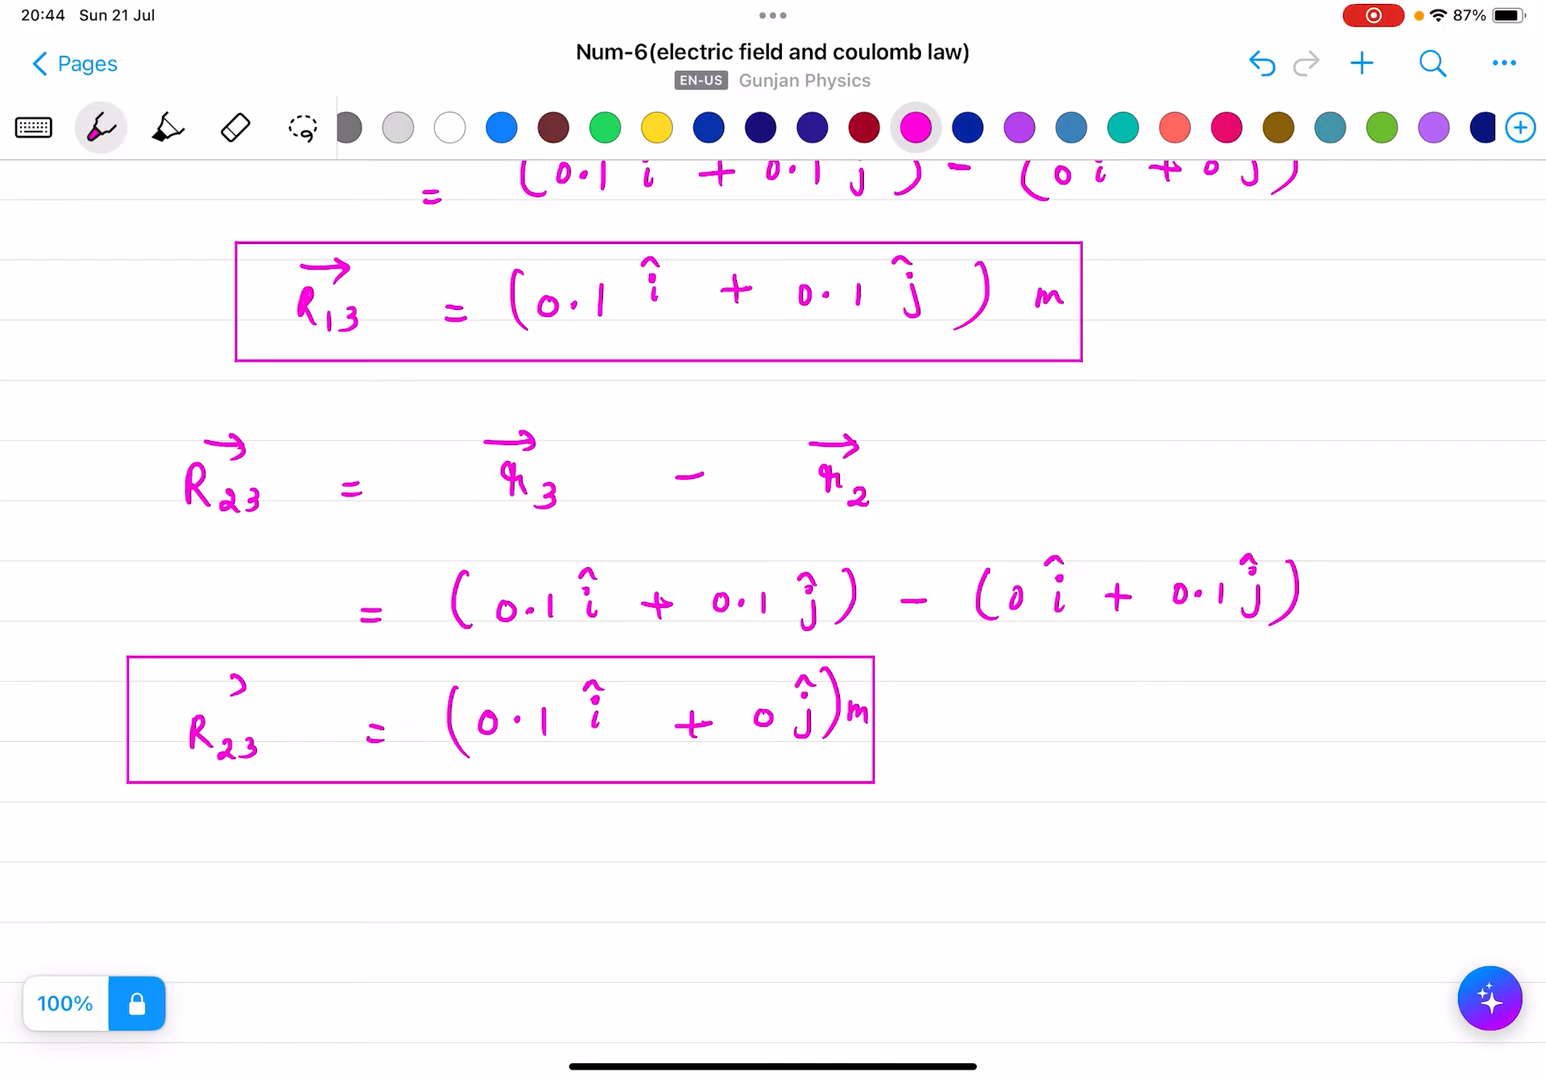 20:44 Sun 21 Jul
87%
Pages
Num-6(electric field and coulomb law)
EN-US Gunjan Physics
= (0.1 i + 0.1 j) - (0 i + 0 j)
R⃗₁₃ = (0.1 î + 0.1 ĵ) m
R⃗₂₃ = r⃗₃ - r⃗₂
= (0.1 î + 0.1 ĵ) - (0 î + 0.1 ĵ)
R⃗₂₃ = (0.1 î + 0 ĵ) m
100%